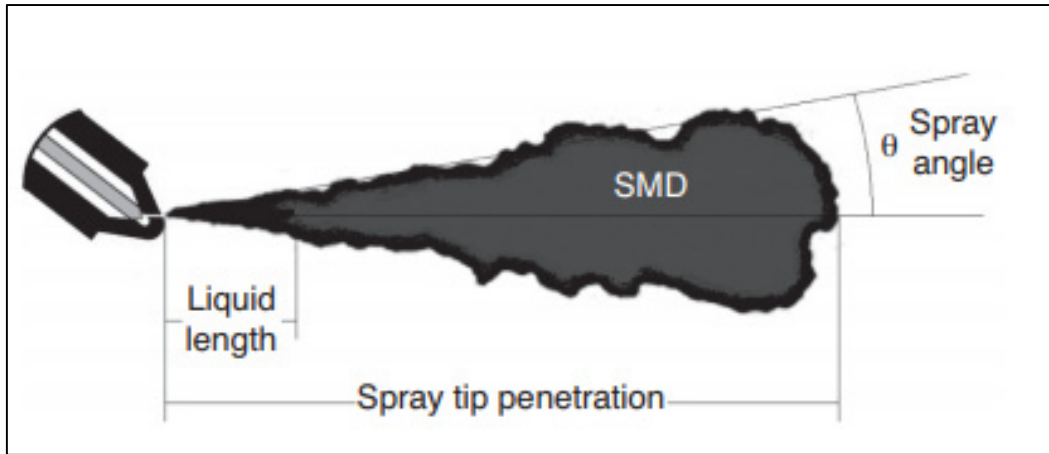 θ
Spray
angle
SMD
Liquid
length
Spray tip penetration